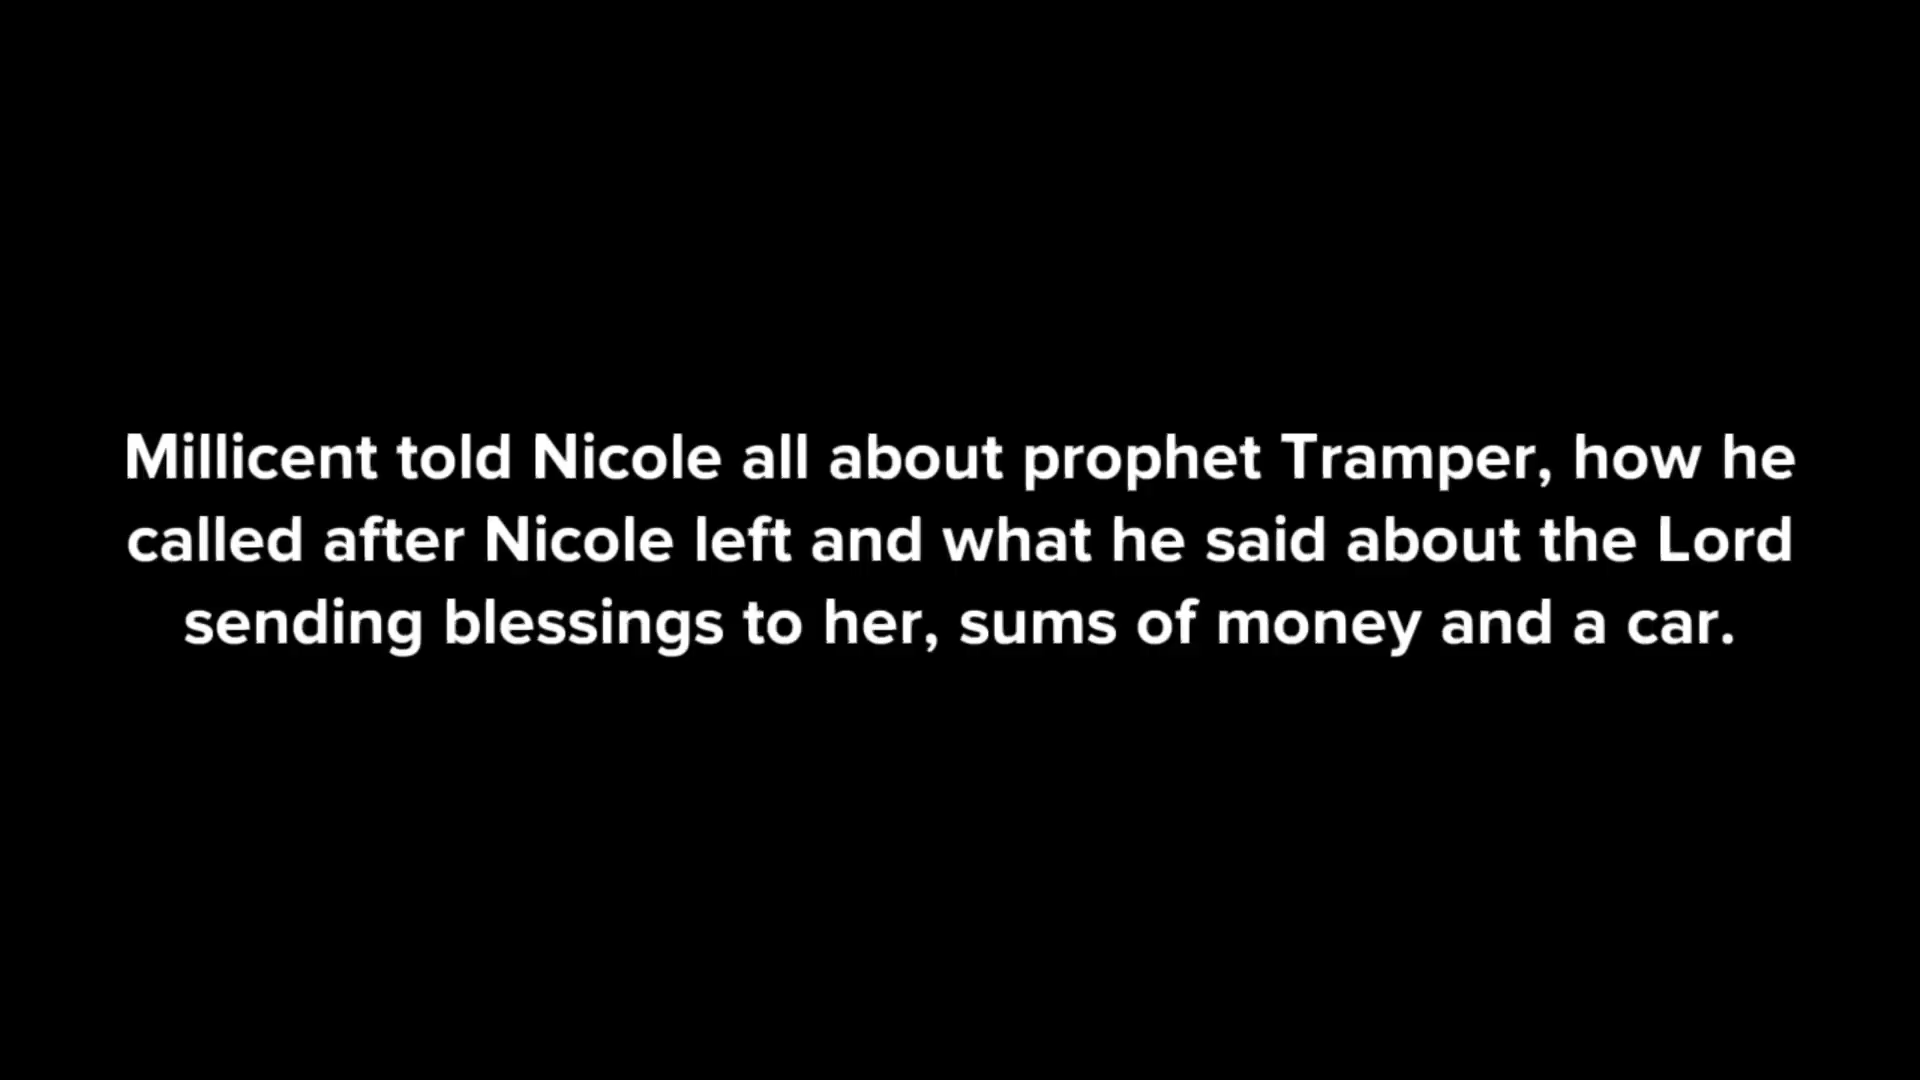 Millicent told Nicole all about prophet Tramper, how he
called after Nicole left and what he said about the Lord
sending blessings to her, sums of money and a car.